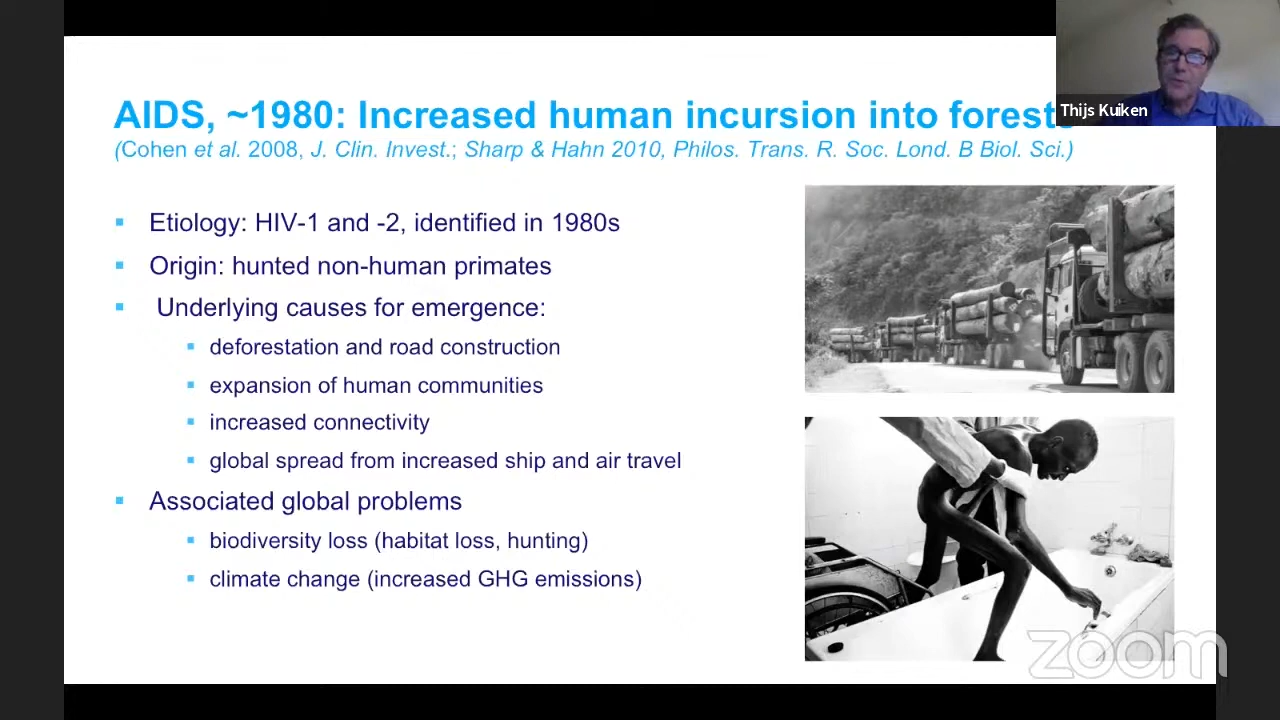 AIDS, ~1980: Increased human incursion into forests
(Cohen et al. 2008, J. Clin. Invest.; Sharp & Hahn 2010, Philos. Trans. R. Soc. Lond. B Biol. Sci.)
Thijs Kuiken
▪ Etiology: HIV-1 and -2, identified in 1980s
▪ Origin: hunted non-human primates
▪ Underlying causes for emergence:
▪ deforestation and road construction
▪ expansion of human communities
▪ increased connectivity
▪ global spread from increased ship and air travel
▪ Associated global problems
▪ biodiversity loss (habitat loss, hunting)
▪ climate change (increased GHG emissions)
zoom